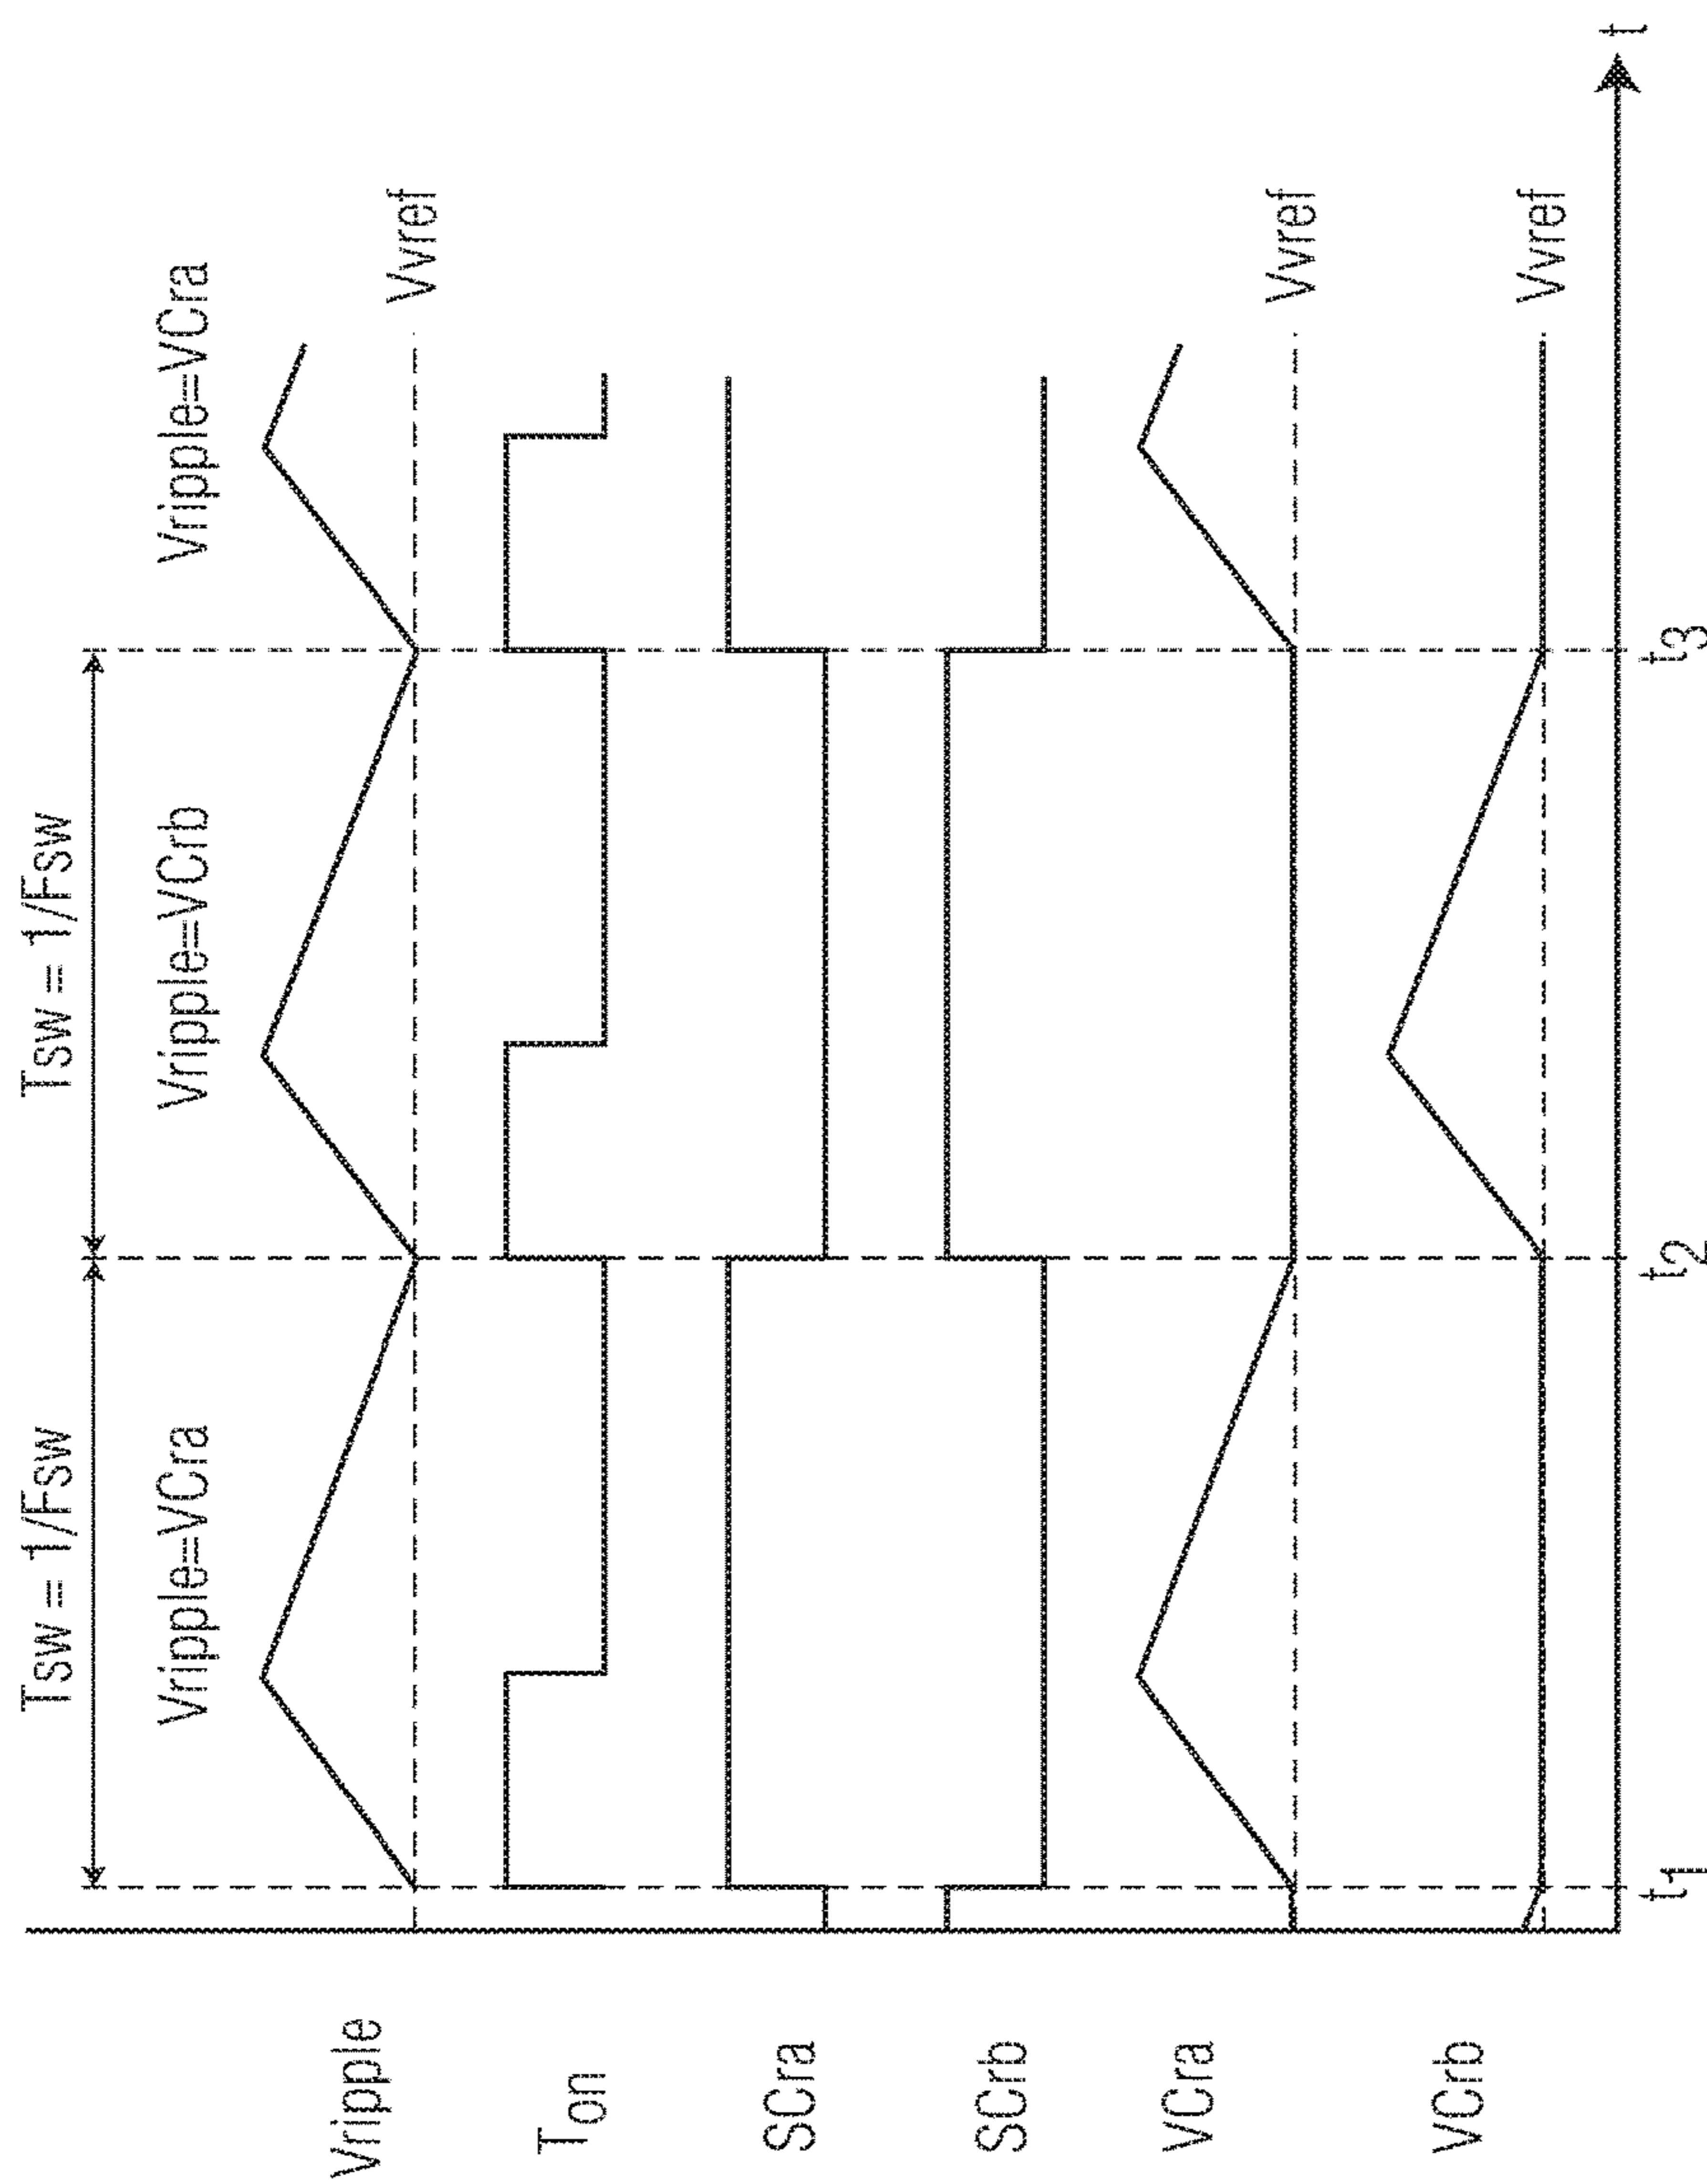 Tsw = 1/Fsw
Tsw = 1/Fsw
Vripple=VCra
Vripple=VCrb
Vripple=VCra
Vripple
Vvref
Ton
SCra
SCrb
VCra
Vvref
VCrb
Vvref
t1
t2
t3
t